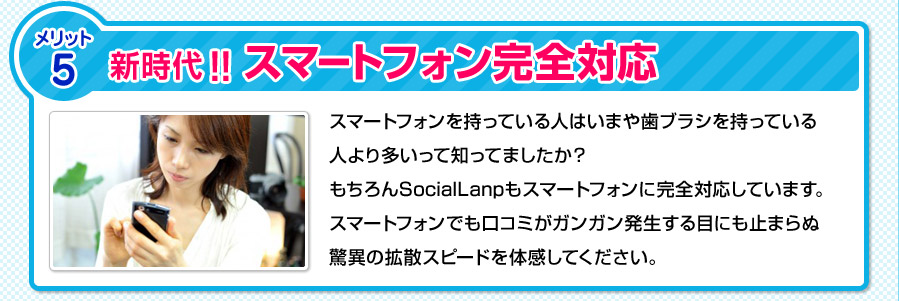 メリット
5
新時代!! スマートフォン完全対応
スマートフォンを持っている人はいまや歯ブラシを持っている
人より多いって知ってましたか？
もちろんSocialLanpもスマートフォンに完全対応しています。
スマートフォンでも口コミがガンガン発生する目にも止まらぬ
驚異の拡散スピードを体感してください。